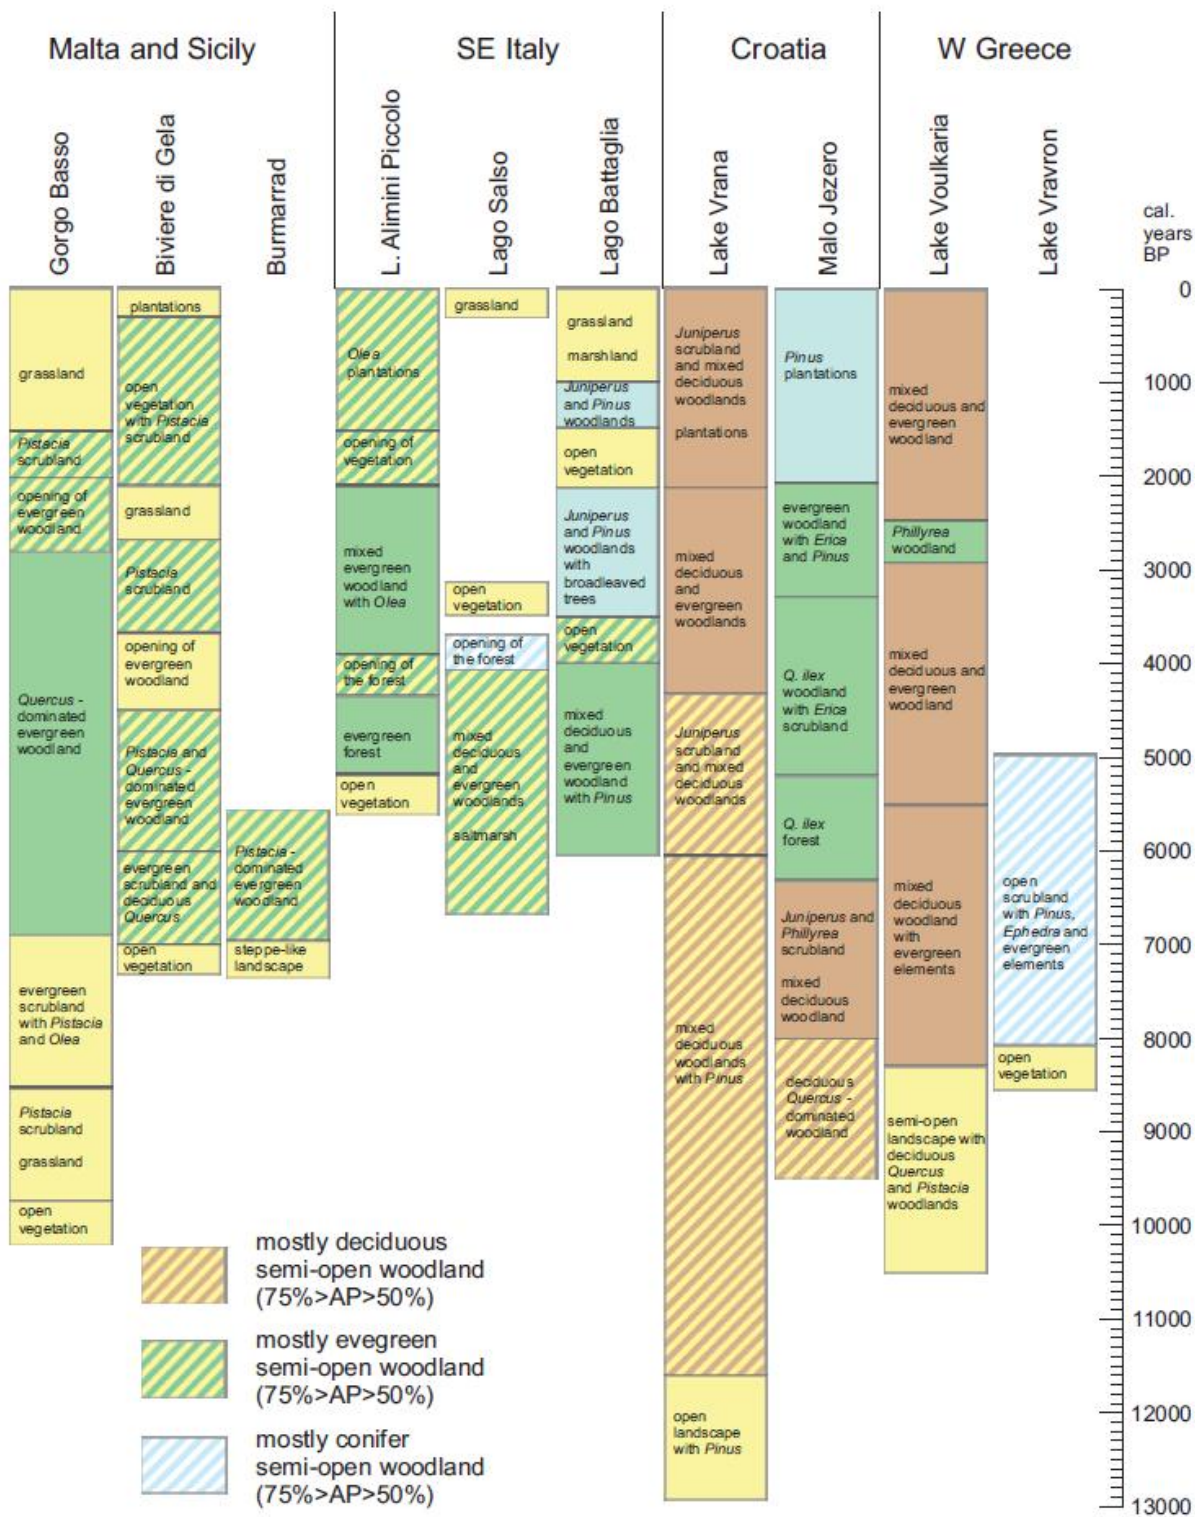 Malta and Sicily
SE Italy
Croatia
W Greece
Gorgo Basso
Biviere di Gela
Burmarrad
L. Alimini Piccolo
Lago Salso
Lago Battaglia
Lake Vrana
Malo Jezero
Lake Voulkaria
Lake Vravron
cal.
years
BP
grassland
Pistacia
scrubland
opening of
evergreen
woodland
Quercus -
dominated
evergreen
woodland
evergreen
scrubland
with Pistacia
and Olea
Pistacia
scrubland
grassland
open
vegetation
plantations
open
vegetation
with Pistacia
scrubland
grassland
Pistacia
scrubland
opening of
evergreen
woodland
Pistacia and
Quercus -
dominated
evergreen
woodland
evergreen
scrubland and
deciduous
Quercus
open
vegetation
Pistacia -
dominated
evergreen
woodland
steppe-like
landscape
Olea
plantations
opening of
vegetation
mixed
evergreen
woodland
with Olea
opening of
the forest
evergreen
forest
open
vegetation
grassland
open
vegetation
opening of
the forest
mixed
deciduous
and
evergreen
woodlands
saltmarsh
grassland
marshland
Juniperus
and Pinus
woodlands
open
vegetation
Juniperus
and Pinus
woodlands
with
broadleaved
trees
open
vegetation
mixed
deciduous
and
evergreen
woodland
with Pinus
Juniperus
scrubland
and mixed
deciduous
woodlands
plantations
mixed
deciduous
and
evergreen
woodlands
Juniperus
scrubland
and mixed
deciduous
woodlands
mixed
deciduous
woodlands
with Pinus
open
landscape
with Pinus
Pinus
plantations
evergreen
woodland
with Erica
and Pinus
Q. ilex
woodland
with Erica
scrubland
Q. ilex
forest
Juniperus and
Phillyrea
scrubland
mixed
deciduous
woodland
deciduous
Quercus -
dominated
woodland
mixed
deciduous and
evergreen
woodland
Phillyrea
woodland
mixed
deciduous and
evergreen
woodland
mixed
deciduous
woodland
with
evergreen
elements
semi-open
landscape with
deciduous
Quercus
and Pistacia
woodlands
open
scrubland
with Pinus,
Ephedra and
evergreen
elements
open
vegetation
0
1000
2000
3000
4000
5000
6000
7000
8000
9000
10000
11000
12000
13000
mostly deciduous
semi-open woodland
(75%>AP>50%)
mostly evegreen
semi-open woodland
(75%>AP>50%)
mostly conifer
semi-open woodland
(75%>AP>50%)